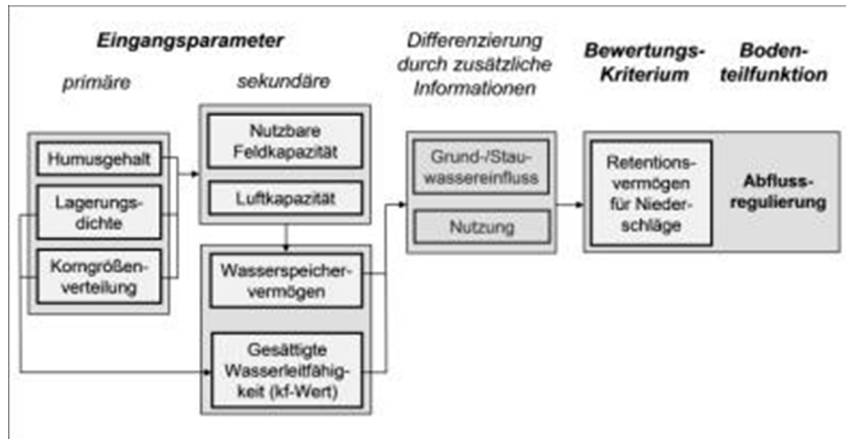 Eingangsparameter
primäre
sekundäre
Differenzierung
durch zusätzliche
Informationen
Bewertungs-
Kriterium
Boden-
teilfunktion
Humusgehalt
Lagerungs-
dichte
Korngrößen-
verteilung
Nutzbare
Feldkapazität
Luftkapazität
Wasserspeicher-
vermögen
Gesättigte
Wasserleitfähig-
keit (kf-Wert)
Grund-/Stau-
wassereinfluss
Nutzung
Retentions-
vermögen
für Nieder-
schläge
Abfluss-
regulierung